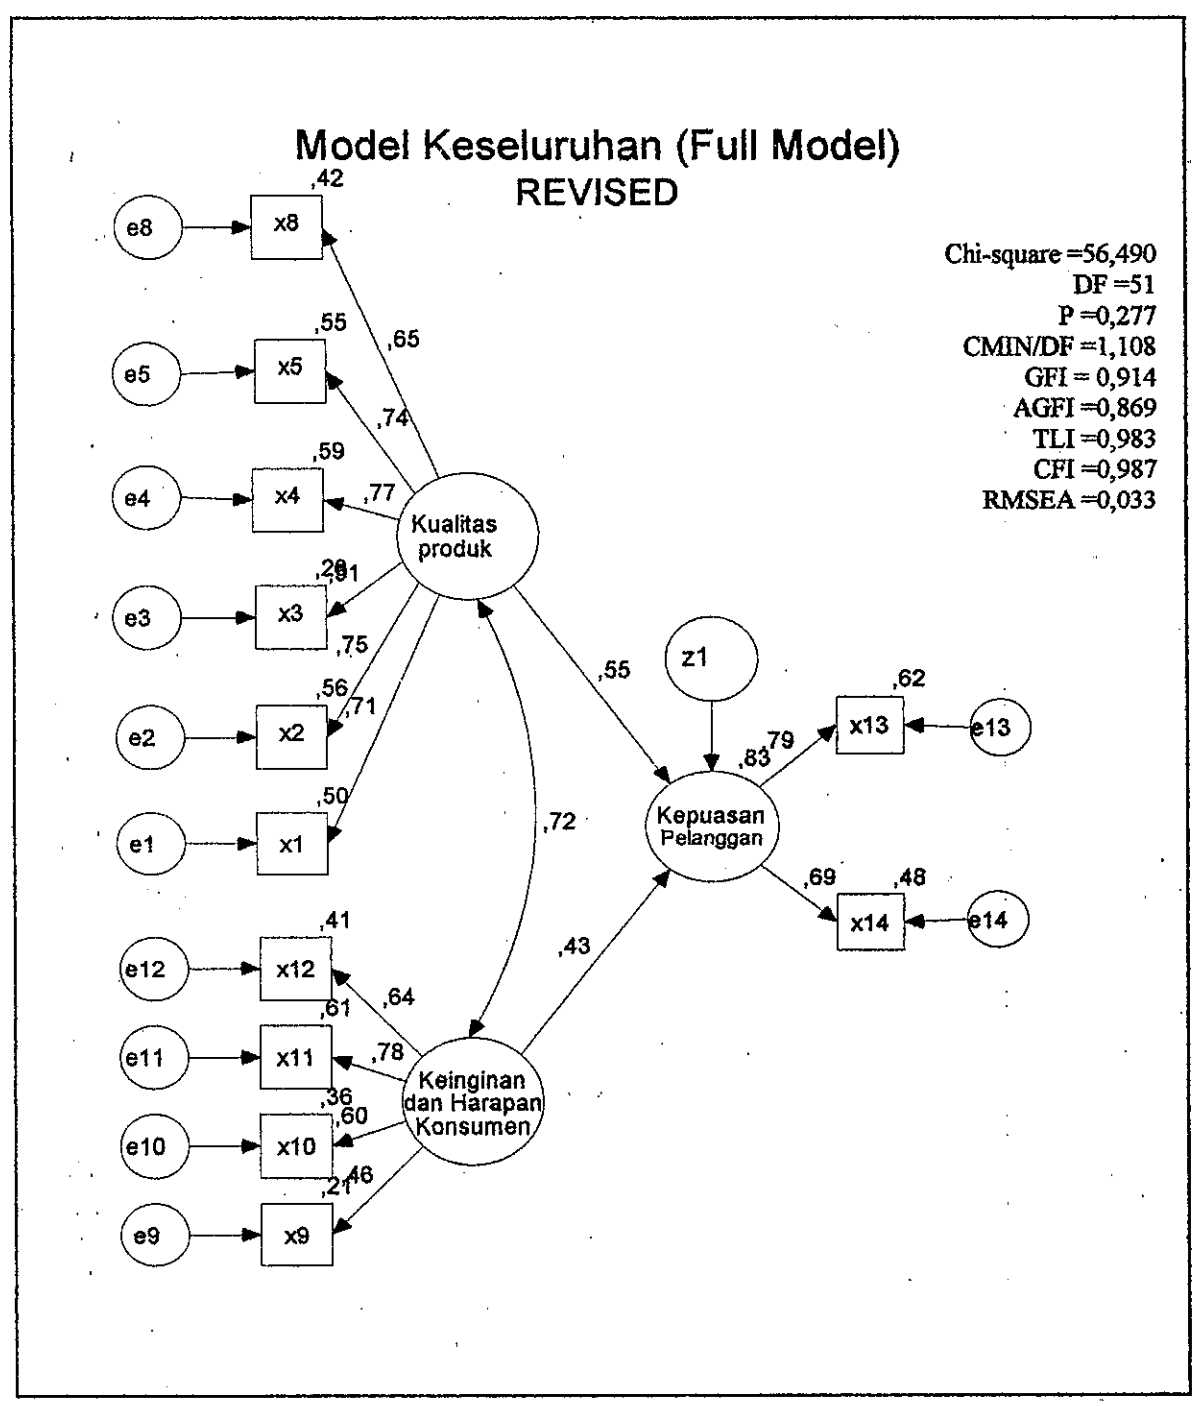 Model Keseluruhan (Full Model)
REVISED
Chi-square =56,490
DF =51
P =0,277
CMIN/DF =1,108
GFI = 0,914
AGFI =0,869
TLI =0,983
CFI =0,987
RMSEA =0,033
,42
e8
x8
,65
,55
e5
x5
,74
,59
e4
x4
,77
Kualitas
produk
e3
x3
,75
,56
,71
e2
x2
,50
e1
x1
,55
z1
,62
x13
e13
,83
,79
Kepuasan
Pelanggan
,72
,69
,48
x14
e14
,43
,41
e12
x12
,64
,61
e11
x11
,78
Keinginan
dan Harapan
Konsumen
,36
,60
e10
x10
,21
,46
e9
x9